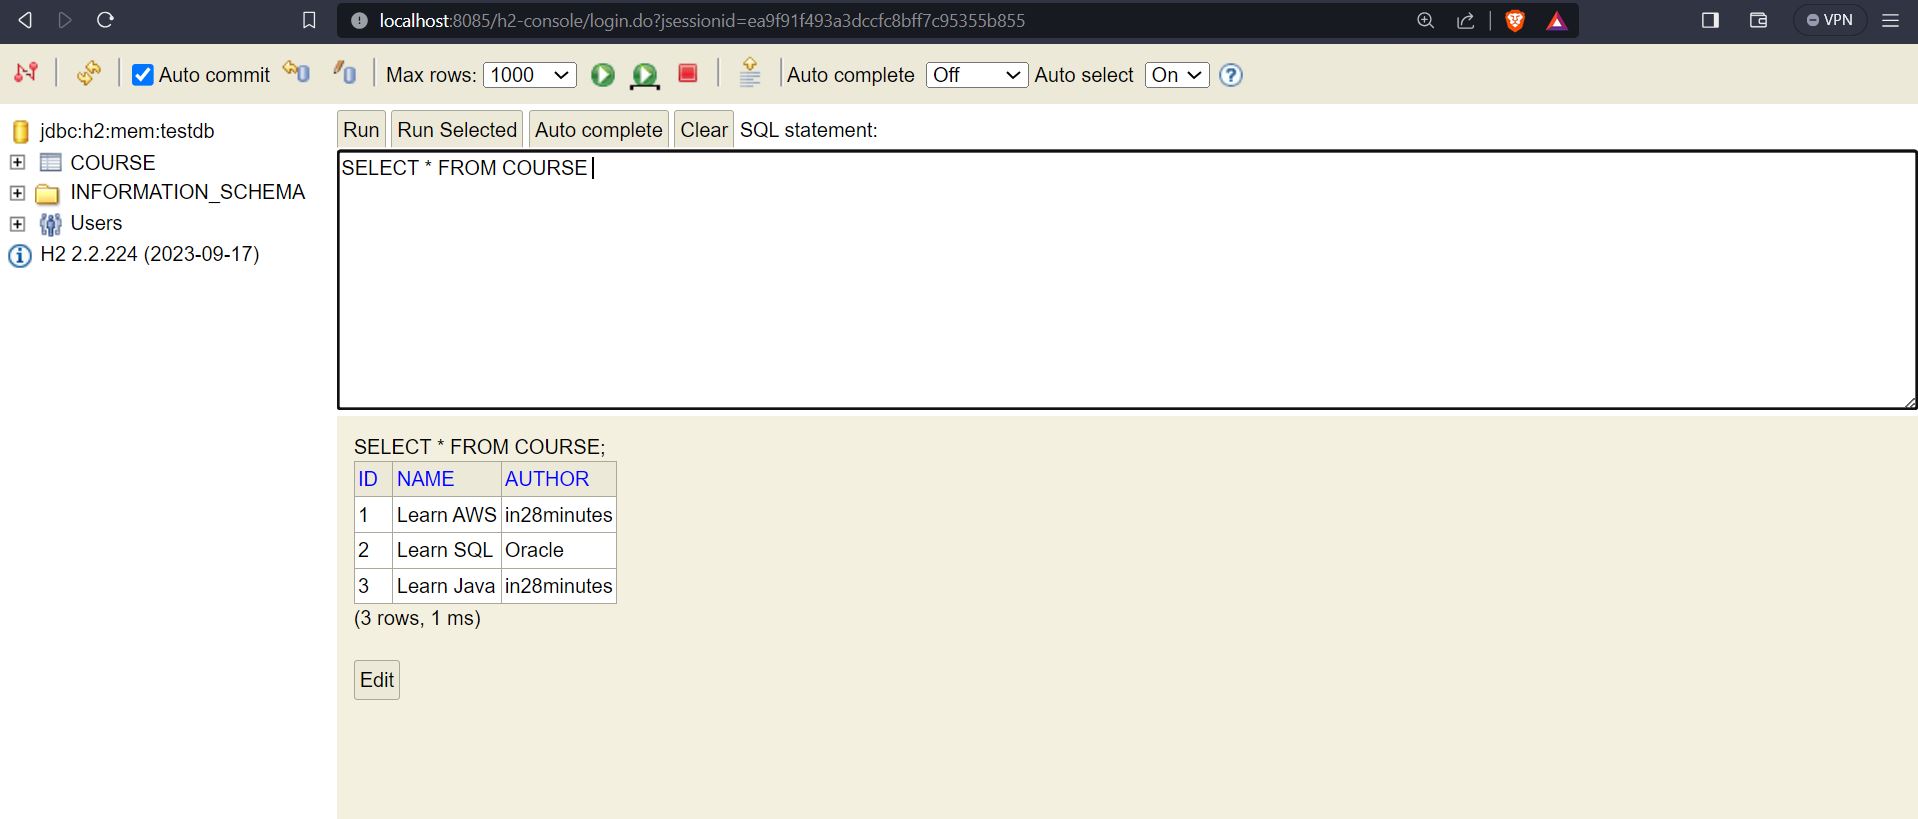 localhost:8085/h2-console/login.do?jsessionid=ea9f91f493a3dccfc8bff7c95355b855
VPN
Auto commit Max rows: 1000 Auto complete Off Auto select On
jdbc:h2:mem:testdb
COURSE
INFORMATION_SCHEMA
Users
H2 2.2.224 (2023-09-17)
Run Run Selected Auto complete Clear SQL statement:
SELECT * FROM COURSE
SELECT * FROM COURSE;
ID NAME AUTHOR
1 Learn AWS in28minutes
2 Learn SQL Oracle
3 Learn Java in28minutes
(3 rows, 1 ms)
Edit